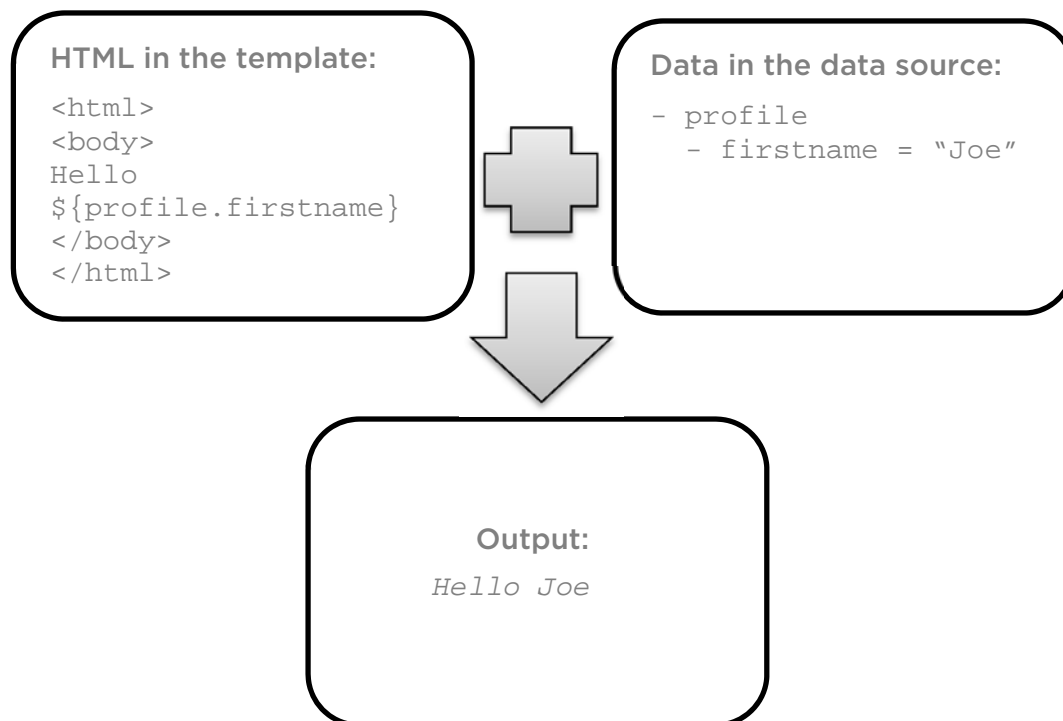 HTML in the template:
<html>
<body>
Hello
${profile.firstname}
</body>
</html>
Data in the data source:
- profile
- firstname = “Joe”
Output:
Hello Joe